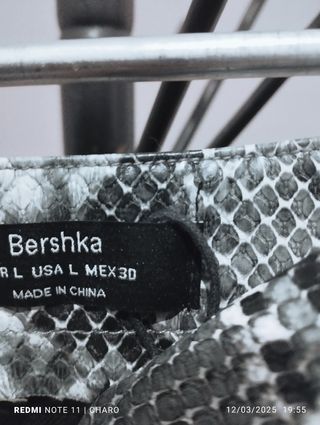 Bershka
R L USA L MEX30
MADE IN CHINA
REDMI NOTE 11 | CHARO
12/03/2025 19:55